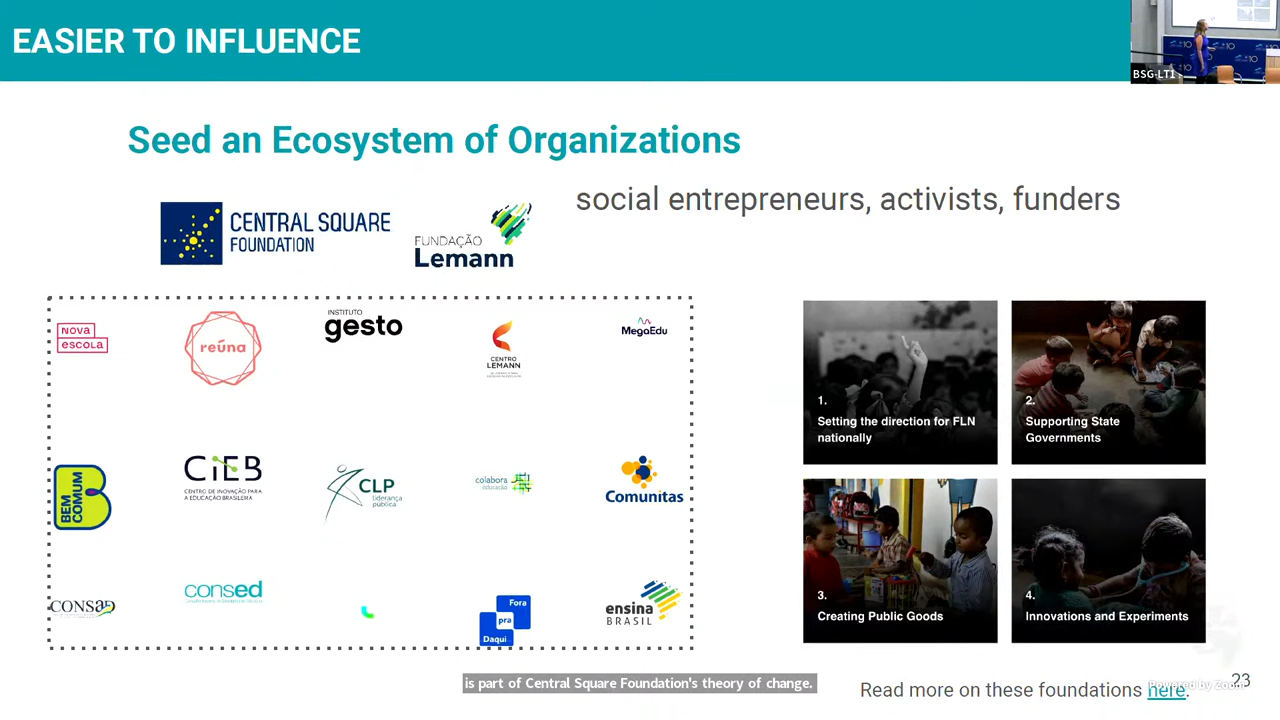 EASIER TO INFLUENCE
BSG-LT1
Seed an Ecosystem of Organizations
social entrepreneurs, activists, funders
CENTRAL SQUARE
FOUNDATION
FUNDAÇÃO
Lemann
NOVA
ESCOLA
reúna
INSTITUTO
gesto
CENTRO
LEMANN
MegaEdu
BEM
COMUM
CiEB
CENTRO DE INOVAÇÃO PARA
A EDUCAÇÃO BRASILEIRA
CLP
liderança
pública
colabora
educação
Comunitas
CONSAD
consed
Fora
pra
Daqui
ensina
BRASIL
1.
Setting the direction for FLN
nationally
2.
Supporting State
Governments
3.
Creating Public Goods
4.
Innovations and Experiments
is part of Central Square Foundation's theory of change.
Read more on these foundations here.
Powered by Zoom
23